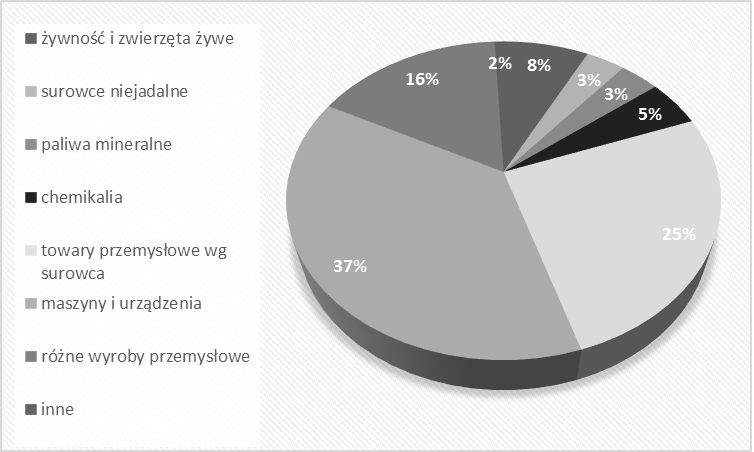 żywność i zwierzęta żywe
surowce niejadalne
paliwa mineralne
chemikalia
towary przemysłowe wg
surowca
maszyny i urządzenia
różne wyroby przemysłowe
inne
2%
8%
3%
3%
5%
16%
25%
37%